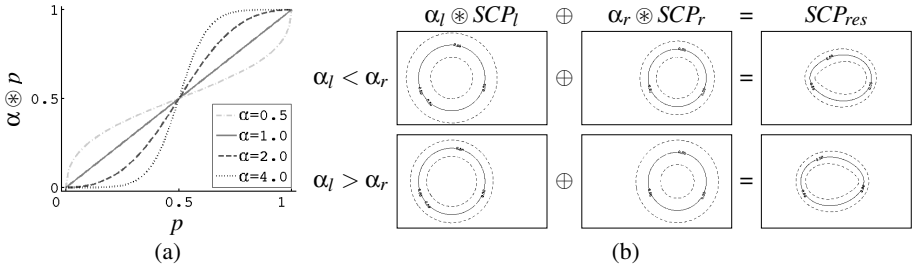 α_l ⊛ SCP_l ⊕ α_r ⊛ SCP_r = SCP_res
1
α ⊛ p
0.5
0
α=0.5
α=1.0
α=2.0
α=4.0
0 0.5 1
p
(a)
α_l < α_r ⊕ =
α_l > α_r ⊕ =
(b)